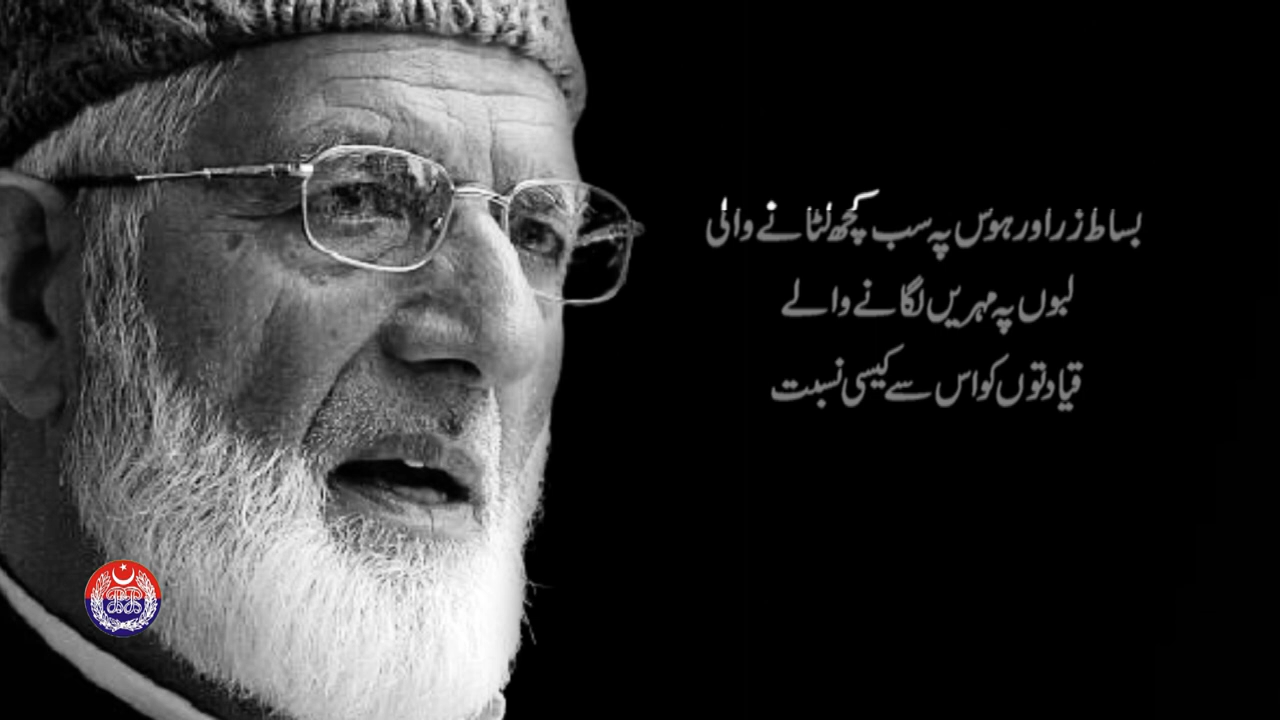 بساط زر اور ہوس پہ سب کچھ لٹانے والی
لبوں پہ مہریں لگانے والے
قیادتوں کو اس سے کیسی نسبت